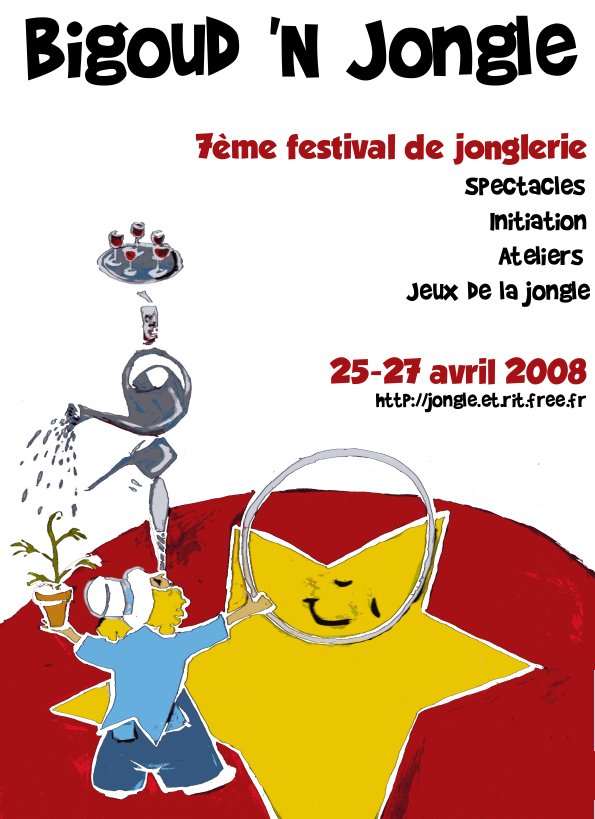 Bigoud 'n Jongle
7ème festival de jonglerie
Spectacles
Initiation
Ateliers
Jeux de la jongle
25-27 avril 2008
http://jongle.et.rit.free.fr